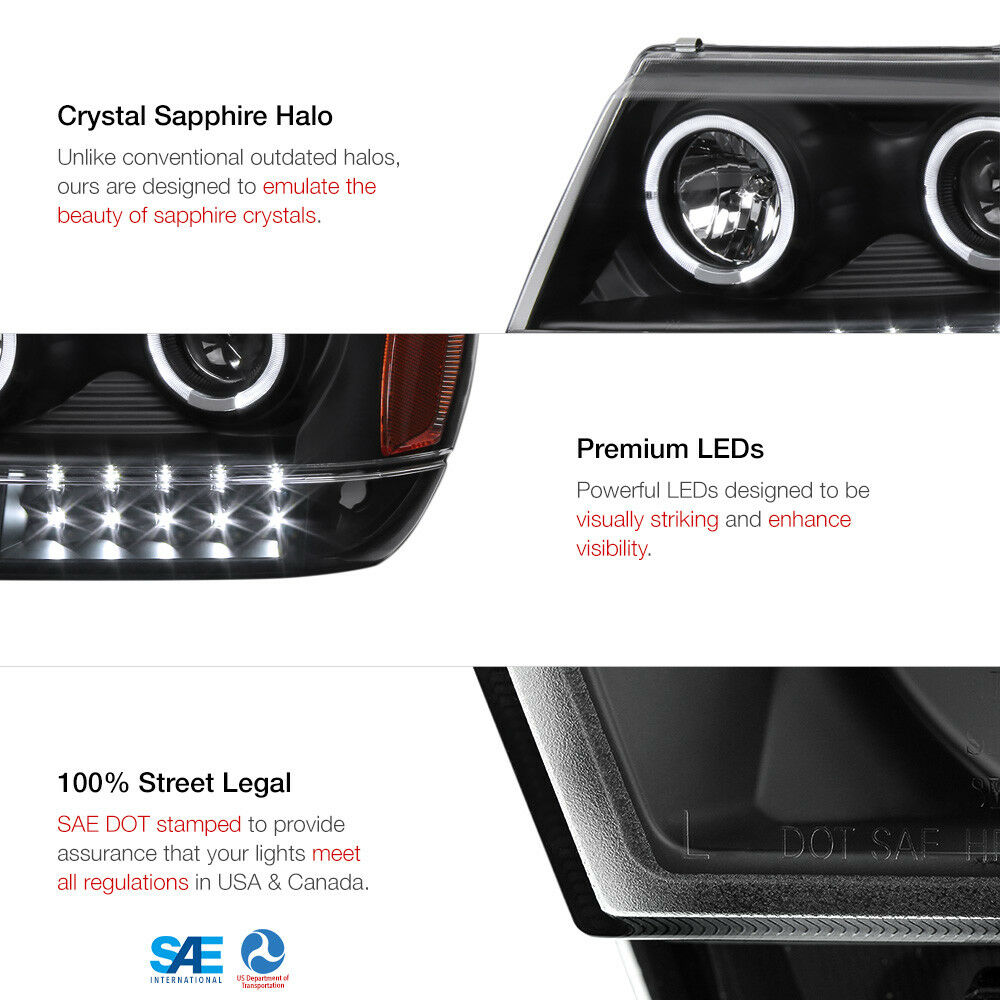 Crystal Sapphire Halo
Unlike conventional outdated halos,
ours are designed to emulate the
beauty of sapphire crystals.
Premium LEDs
Powerful LEDs designed to be
visually striking and enhance
visibility.
100% Street Legal
SAE DOT stamped to provide
assurance that your lights meet
all regulations in USA & Canada.
L DOT SAE
SAE
INTERNATIONAL
US Department of
Transportation